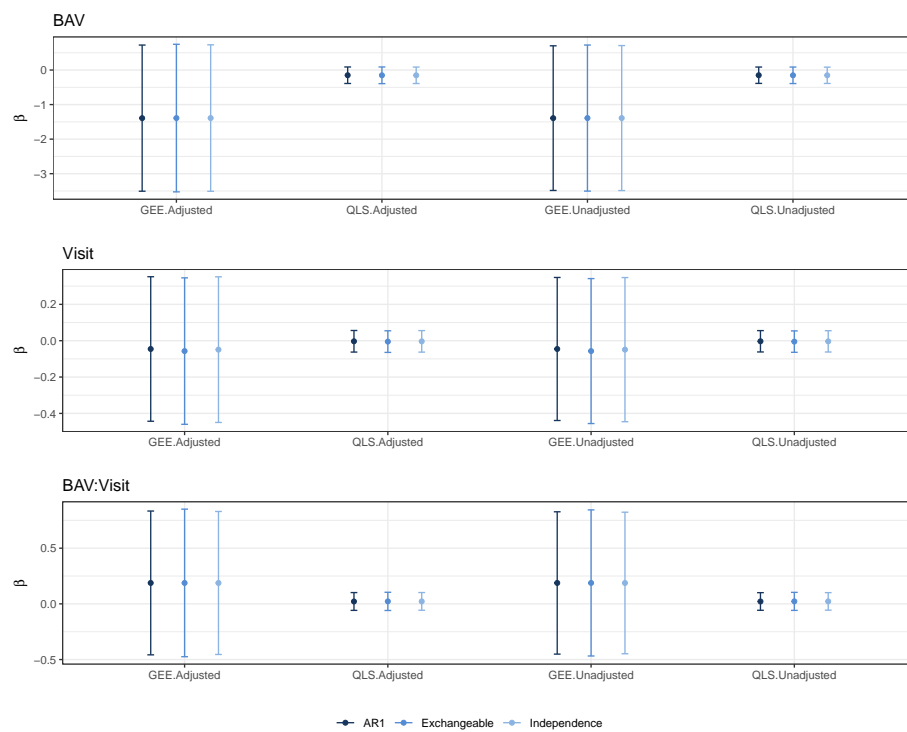 BAV
0
−1
−2
−3
β
GEE.Adjusted QLS.Adjusted GEE.Unadjusted QLS.Unadjusted
Visit
0.2
0.0
−0.2
−0.4
β
GEE.Adjusted QLS.Adjusted GEE.Unadjusted QLS.Unadjusted
BAV:Visit
0.5
0.0
−0.5
β
GEE.Adjusted QLS.Adjusted GEE.Unadjusted QLS.Unadjusted
AR1 Exchangeable Independence